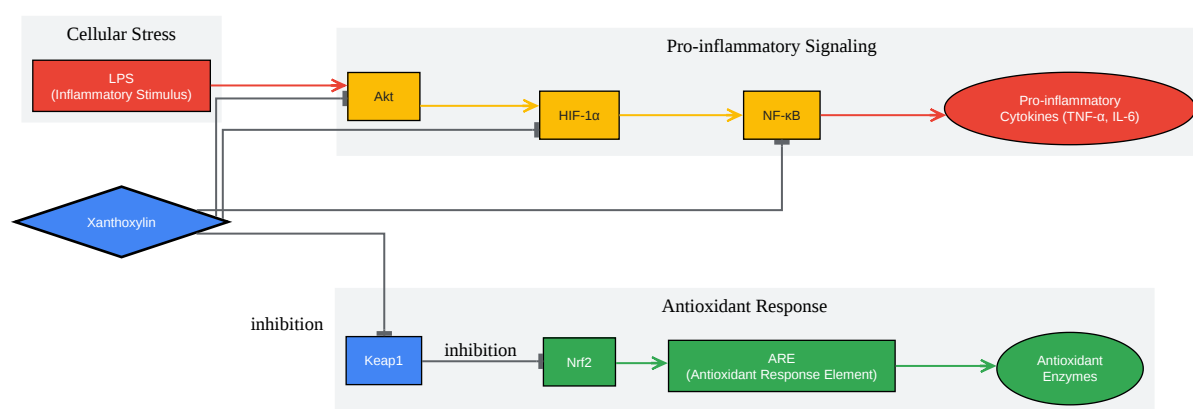 Cellular Stress
LPS
(Inflammatory Stimulus)
Pro-inflammatory Signaling
Akt
HIF-1α
NF-κB
Pro-inflammatory
Cytokines (TNF-α, IL-6)
Xanthoxylin
inhibition
Antioxidant Response
Keap1
inhibition
Nrf2
ARE
(Antioxidant Response Element)
Antioxidant
Enzymes